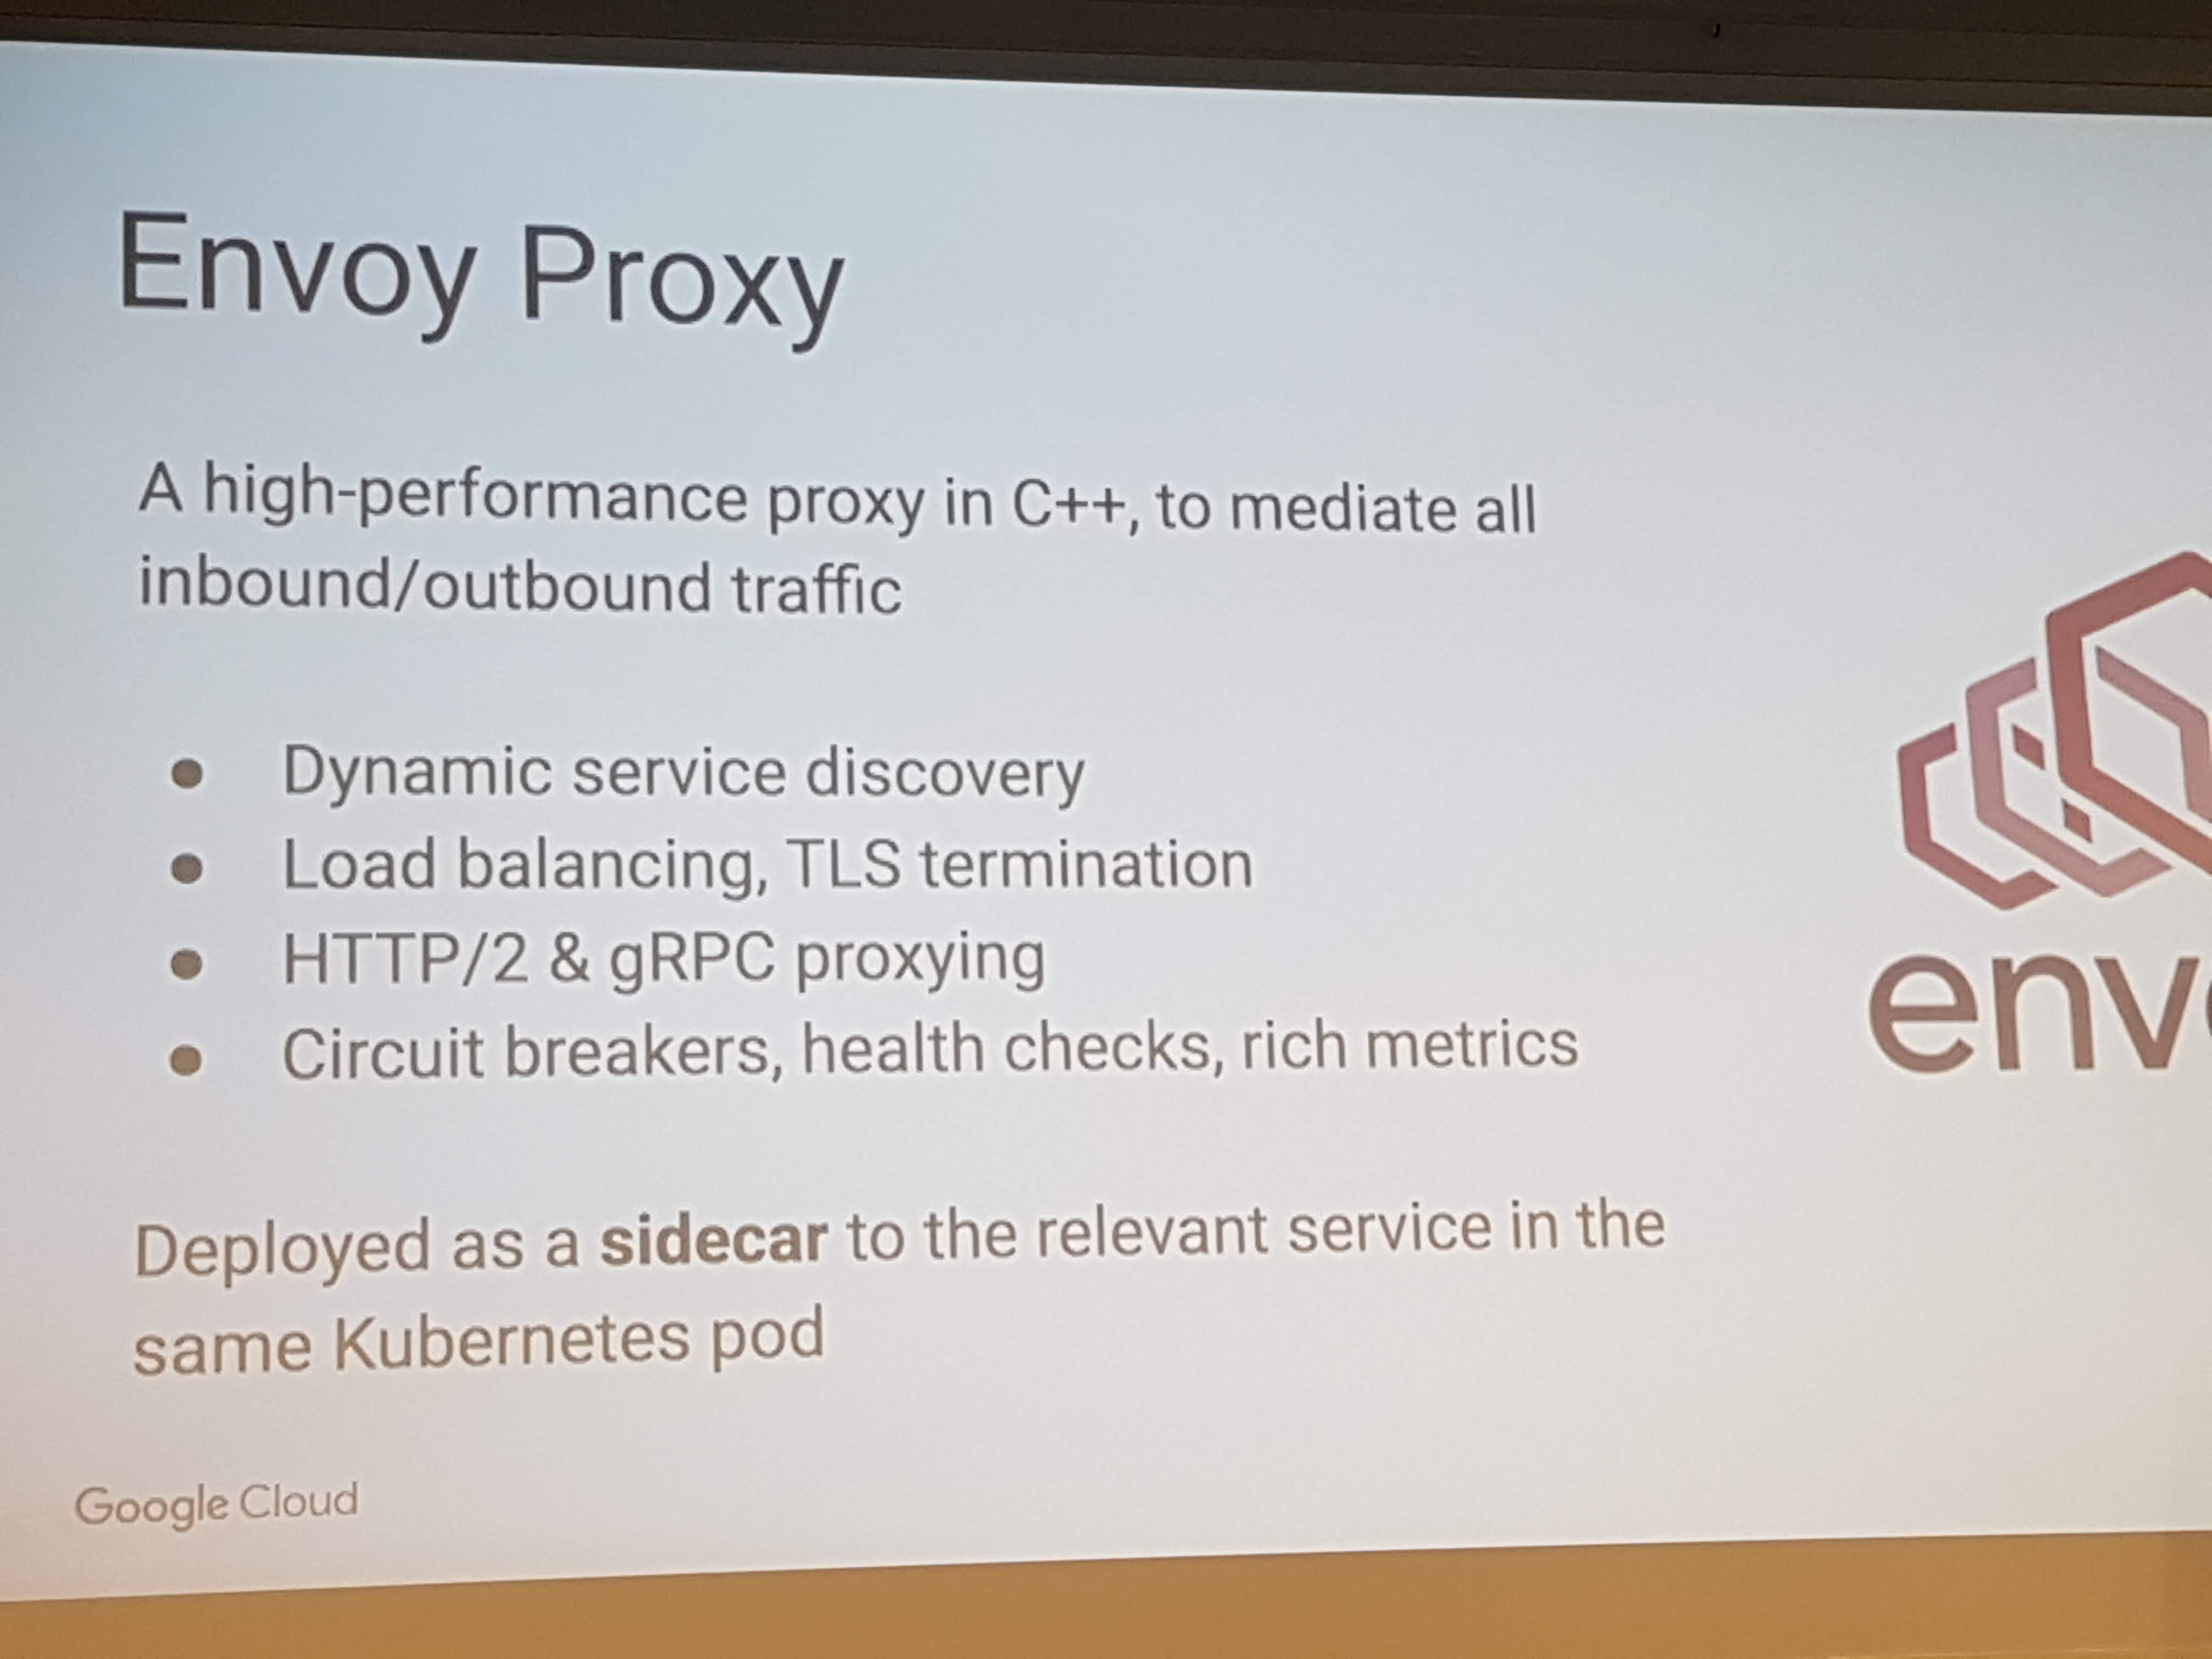 Envoy Proxy
A high-performance proxy in C++, to mediate all
inbound/outbound traffic
● Dynamic service discovery
● Load balancing, TLS termination
● HTTP/2 & gRPC proxying
● Circuit breakers, health checks, rich metrics
env
Deployed as a sidecar to the relevant service in the
same Kubernetes pod
Google Cloud